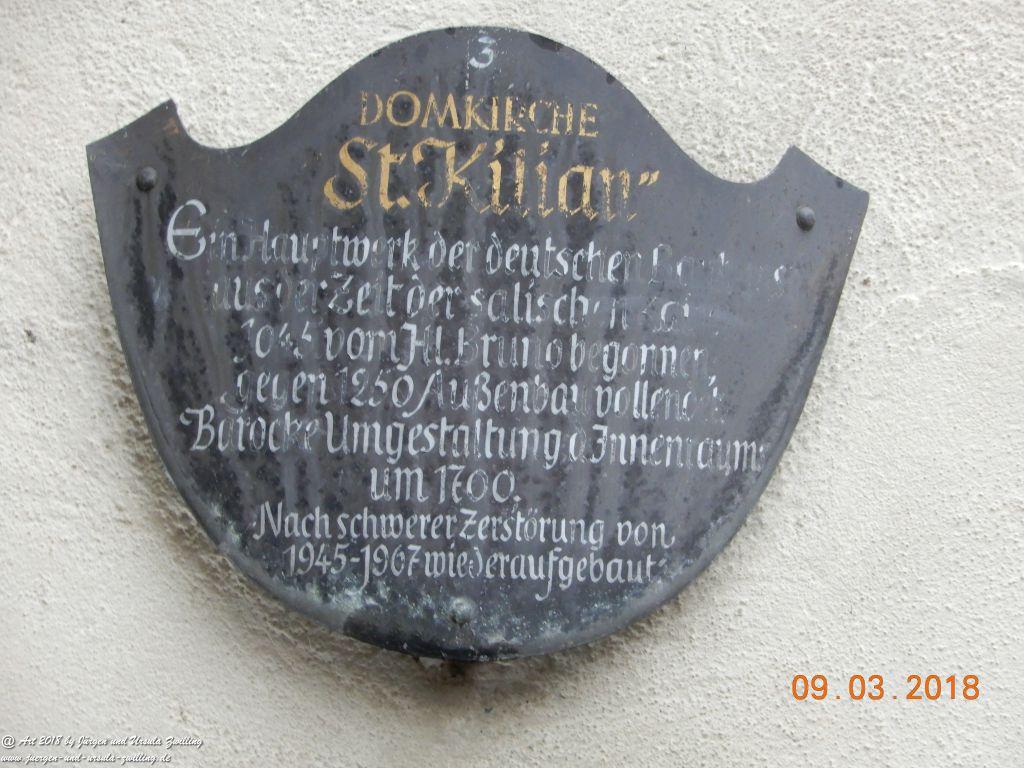 3
DOMKIRCHE
St. Kilian
Ein Hauptwerk der deutschen
aus der Zeit der salischen
1045 vom Hl. Bruno begonnen,
gegen 1250 Außenbau vollendet.
Barocke Umgestaltung d. Innenraums
um 1700.
Nach schwerer Zerstörung von
1945-1967 wiederaufgebaut
09.03.2018
@ Art 2018 by Jürgen und Ursula Zwilling
www.juergen-und-ursula-zwilling.de